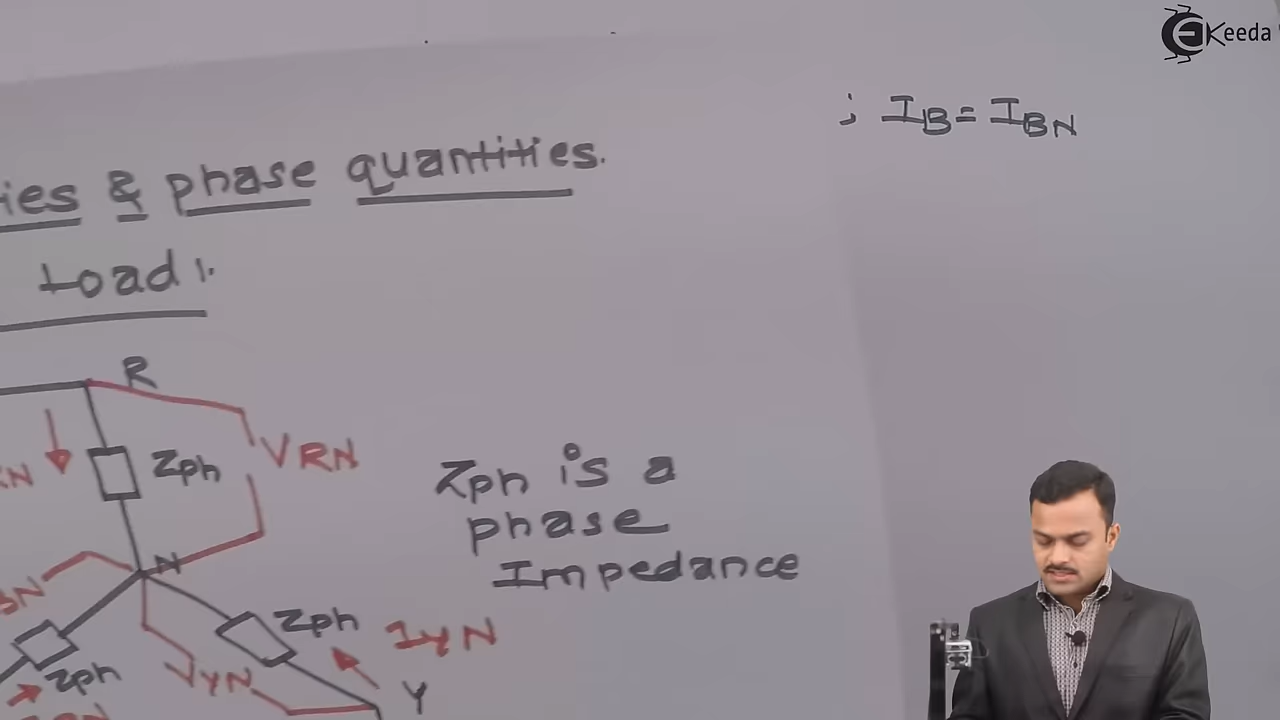 Keeda
; IB = IBN
ies & phase quantities.
Load :
R
Zph
VRN
N
Zph is a
phase
Impedance
Zph
IYN
Zph
VYN
Y